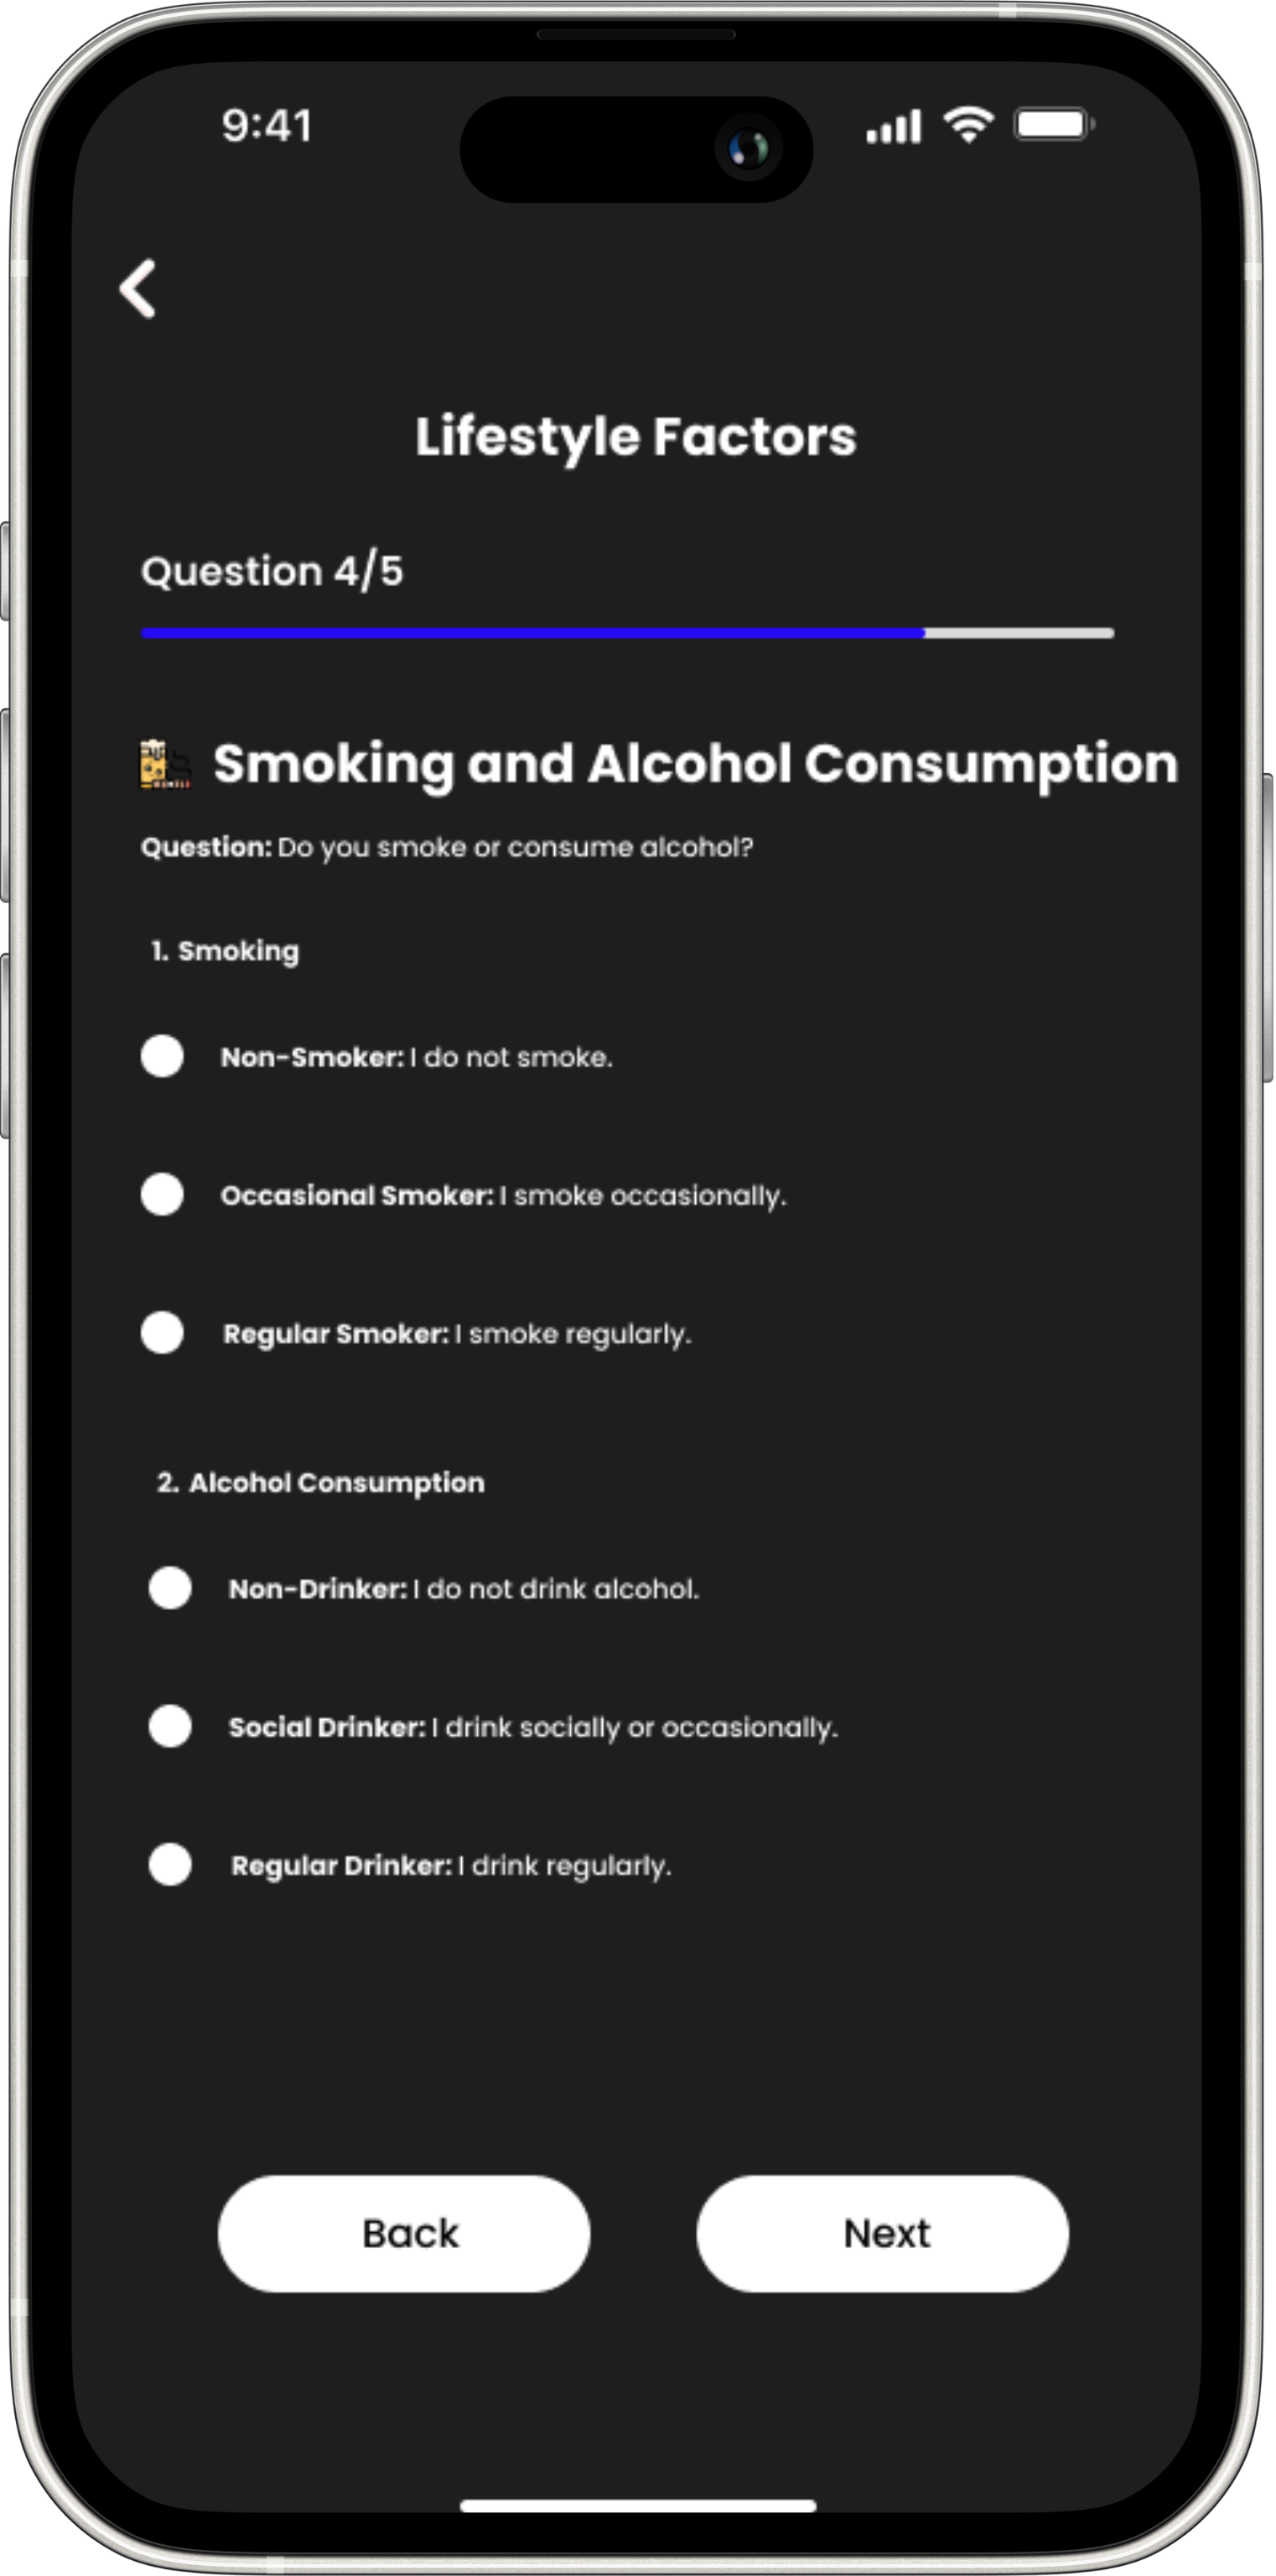 9:41
Lifestyle Factors
Question 4/5
Smoking and Alcohol Consumption
Question: Do you smoke or consume alcohol?
1. Smoking
Non-Smoker: I do not smoke.
Occasional Smoker: I smoke occasionally.
Regular Smoker: I smoke regularly.
2. Alcohol Consumption
Non-Drinker: I do not drink alcohol.
Social Drinker: I drink socially or occasionally.
Regular Drinker: I drink regularly.
Back Next